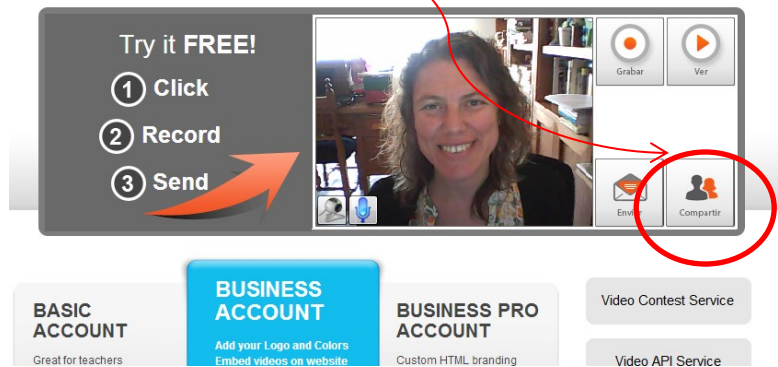 Try it FREE!
1 Click
2 Record
3 Send
Grabar
Ver
Enviar
Compartir
BASIC
ACCOUNT
Great for teachers
BUSINESS
ACCOUNT
Add your Logo and Colors
Embed videos on website
BUSINESS PRO
ACCOUNT
Custom HTML branding
Video Contest Service
Video API Service